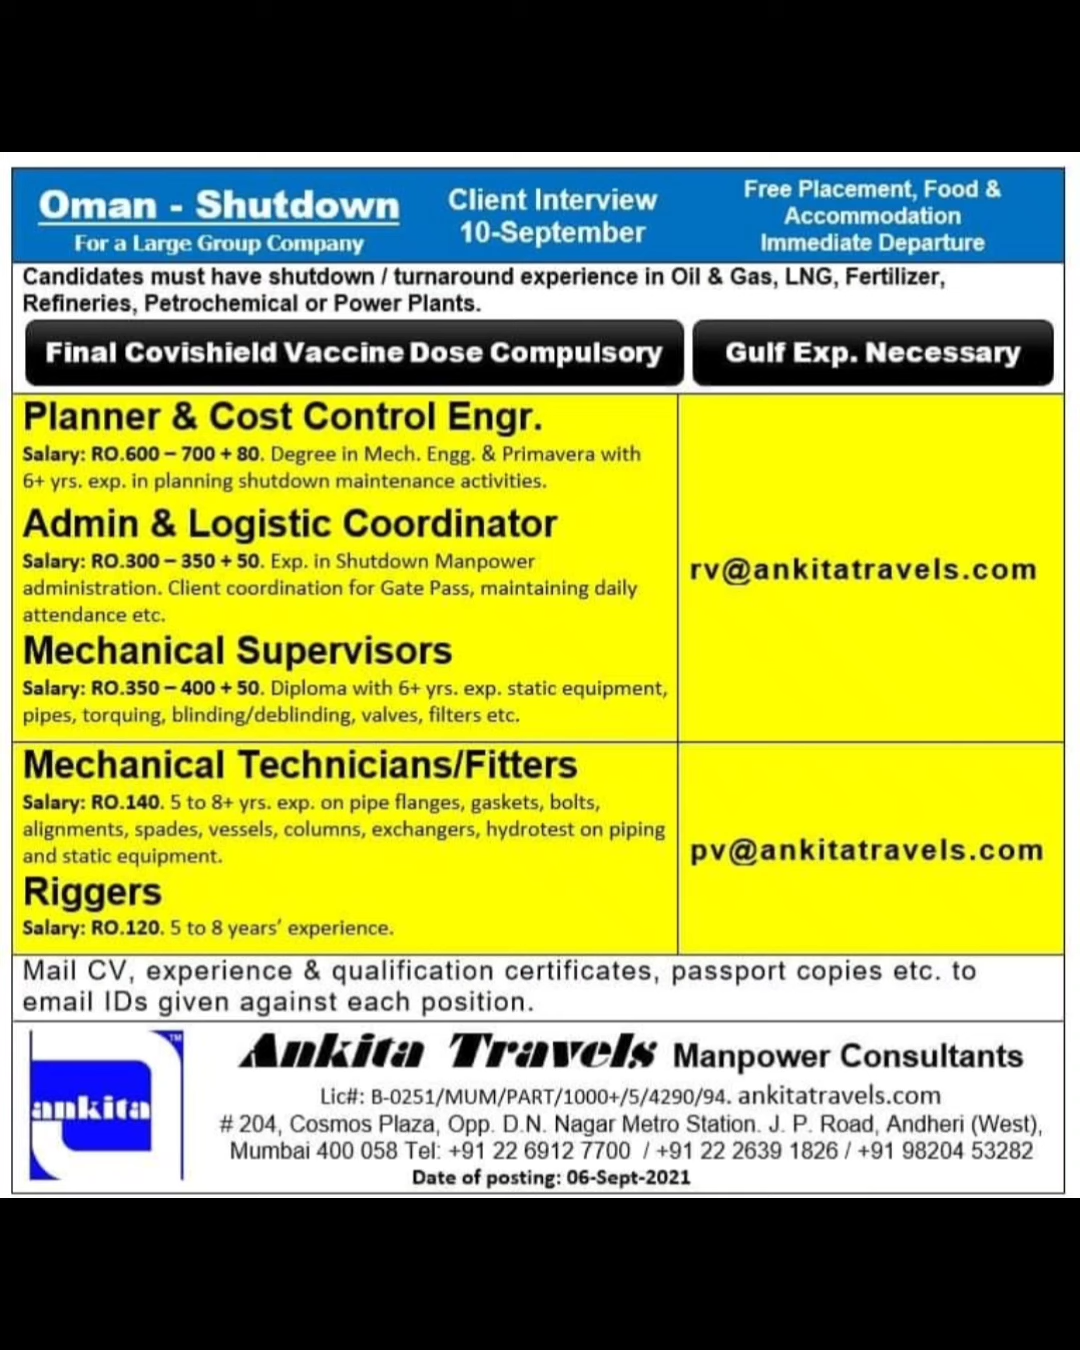 Oman - Shutdown
For a Large Group Company
Client Interview
10-September
Free Placement, Food &
Accommodation
Immediate Departure
Candidates must have shutdown / turnaround experience in Oil & Gas, LNG, Fertilizer,
Refineries, Petrochemical or Power Plants.
Final Covishield Vaccine Dose Compulsory
Gulf Exp. Necessary
Planner & Cost Control Engr.
Salary: RO.600 – 700 + 80. Degree in Mech. Engg. & Primavera with
6+ yrs. exp. in planning shutdown maintenance activities.
Admin & Logistic Coordinator
Salary: RO.300 – 350 + 50. Exp. in Shutdown Manpower
administration. Client coordination for Gate Pass, maintaining daily
attendance etc.
Mechanical Supervisors
Salary: RO.350 – 400 + 50. Diploma with 6+ yrs. exp. static equipment,
pipes, torquing, blinding/deblinding, valves, filters etc.
rv@ankitatravels.com
Mechanical Technicians/Fitters
Salary: RO.140. 5 to 8+ yrs. exp. on pipe flanges, gaskets, bolts,
alignments, spades, vessels, columns, exchangers, hydrotest on piping
and static equipment.
Riggers
Salary: RO.120. 5 to 8 years’ experience.
pv@ankitatravels.com
Mail CV, experience & qualification certificates, passport copies etc. to
email IDs given against each position.
TM
ankita
Ankita Travels Manpower Consultants
Lic#: B-0251/MUM/PART/1000+/5/4290/94. ankitatravels.com
# 204, Cosmos Plaza, Opp. D.N. Nagar Metro Station. J. P. Road, Andheri (West),
Mumbai 400 058 Tel: +91 22 6912 7700 / +91 22 2639 1826 / +91 98204 53282
Date of posting: 06-Sept-2021